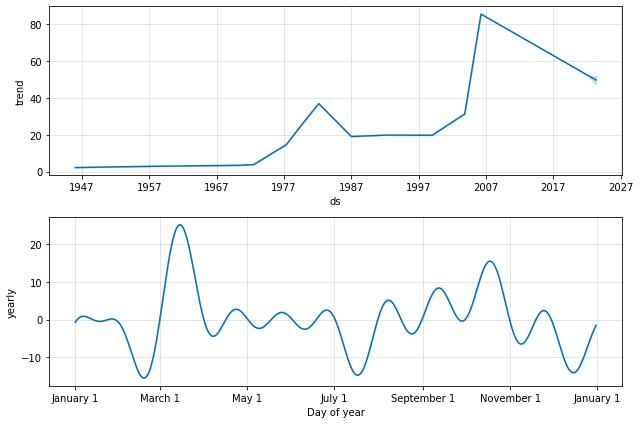 80
60
40
20
0
trend
1947 1957 1967 1977 1987 1997 2007 2017 2027
ds
20
10
0
−10
yearly
January 1 March 1 May 1 July 1 September 1 November 1 January 1
Day of year